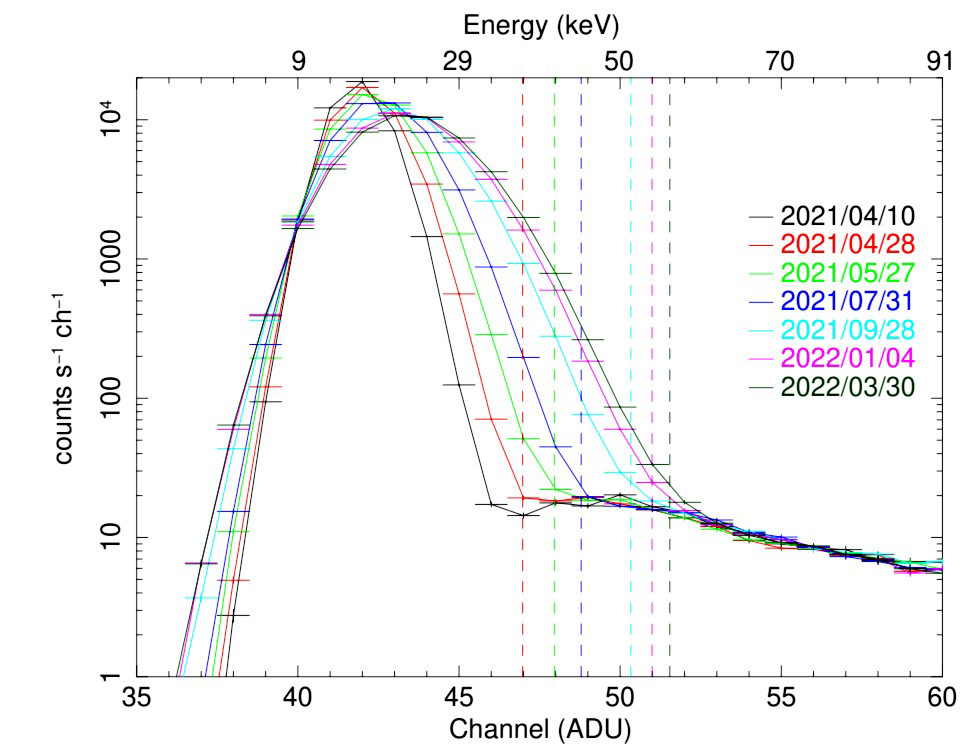 Energy (keV)
9 29 50 70 91
10⁴
1000
100
10
1
counts s⁻¹ ch⁻¹
2021/04/10
2021/04/28
2021/05/27
2021/07/31
2021/09/28
2022/01/04
2022/03/30
35 40 45 50 55 60
Channel (ADU)